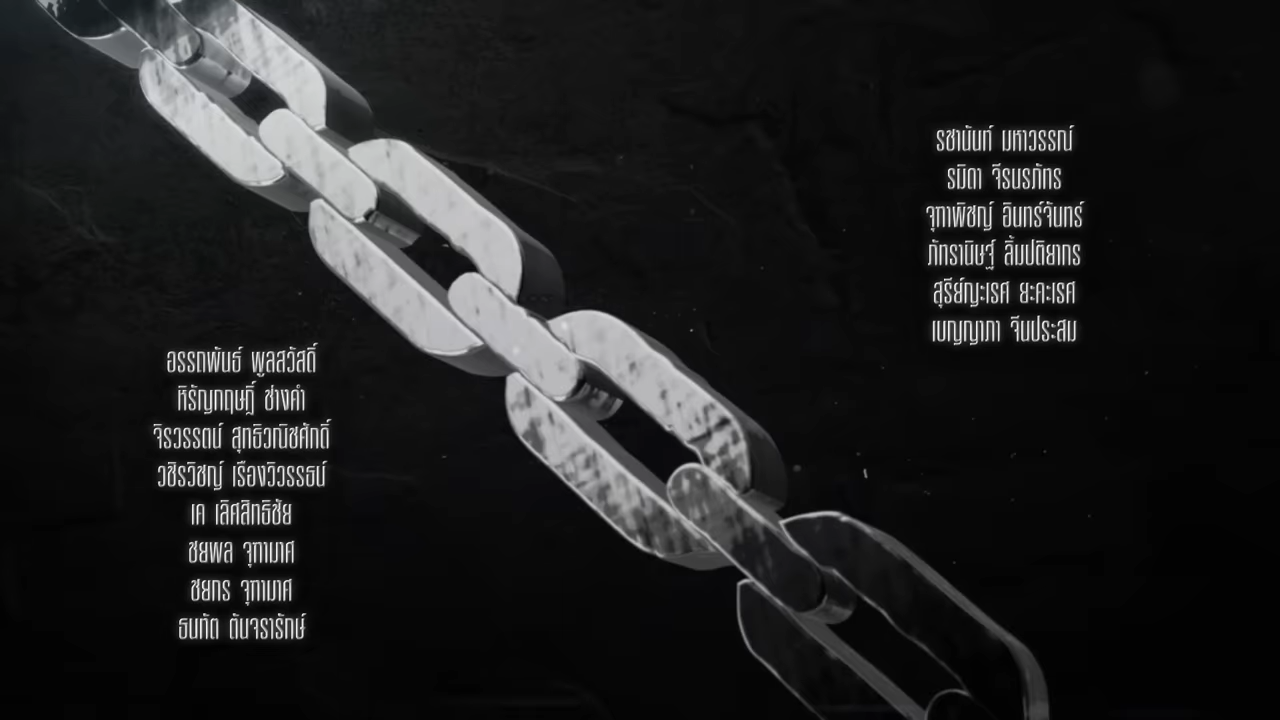 อรรถพันธ์ พูลสวัสดิ์
หิรัญกฤษฎิ์ ช่างคำ
จิรวรรตน์ สุทธิวณิชศักดิ์
วชิรวิชญ์ เรืองวิวรรธน์
เค เลิศสิทธิชัย
ชยพล จุฑามาศ
ชยกร จุฑามาศ
ธนทัต ตันจรารักษ์
รชานันท์ มหาวรรณ์
รมิดา จีรนรภัทร
จุฑาพิชญ์ อินทร์จันทร์
ภัทรานิษฐ์ ลิ้มปติยากร
สุรีย์ญะเรศ ยะคะเรศ
เบญญาภา จีนประสม